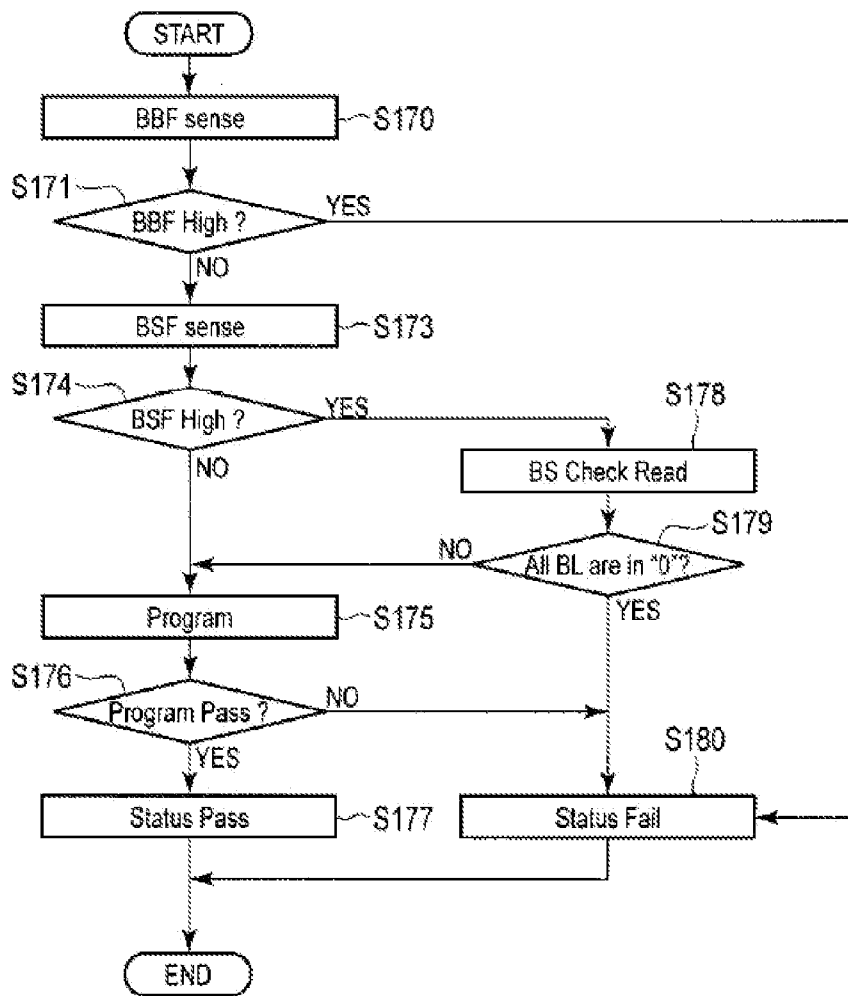 START
BBF sense
S170
S171
BBF High ?
YES
NO
BSF sense
S173
S174
BSF High ?
YES
NO
S178
BS Check Read
S179
All BL are in "0"?
NO
YES
Program
S175
S176
Program Pass ?
NO
YES
S180
Status Pass
S177
Status Fail
END